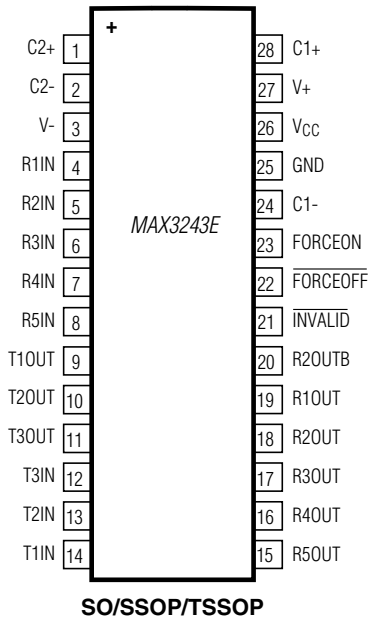 +
C2+ 1 28 C1+
C2- 2 27 V+
V- 3 26 VCC
R1IN 4 25 GND
R2IN 5 24 C1-
MAX3243E
R3IN 6 23 FORCEON
R4IN 7 22 FORCEOFF
R5IN 8 21 INVALID
T1OUT 9 20 R2OUTB
T2OUT 10 19 R1OUT
T3OUT 11 18 R2OUT
T3IN 12 17 R3OUT
T2IN 13 16 R4OUT
T1IN 14 15 R5OUT
SO/SSOP/TSSOP